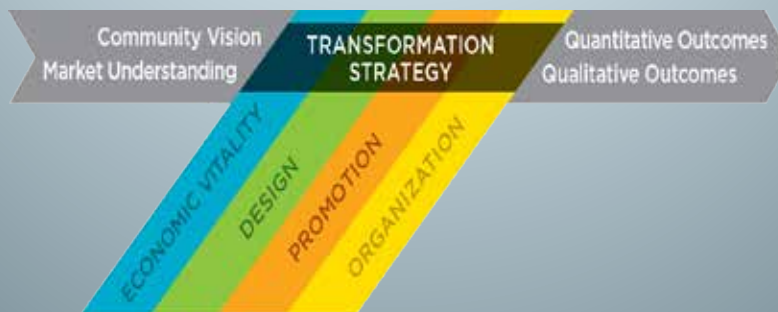 Community Vision
Market Understanding
TRANSFORMATION
STRATEGY
Quantitative Outcomes
Qualitative Outcomes
ECONOMIC VITALITY
DESIGN
PROMOTION
ORGANIZATION